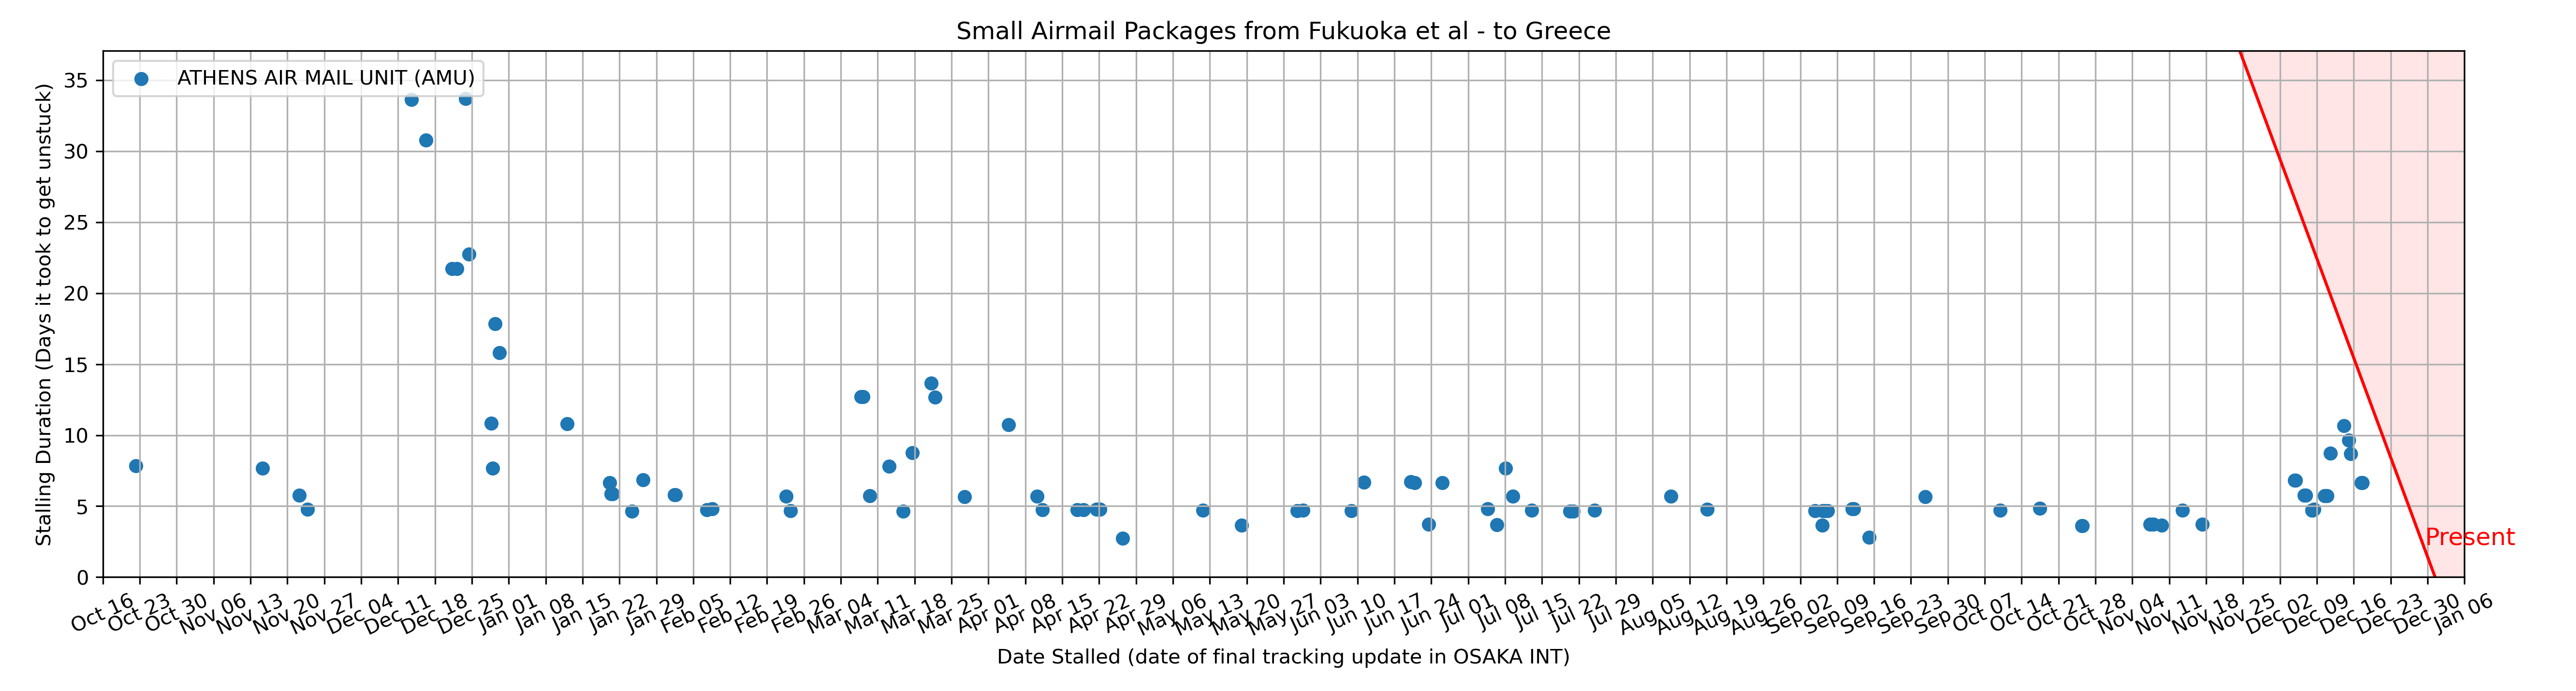 Small Airmail Packages from Fukuoka et al - to Greece
ATHENS AIR MAIL UNIT (AMU)
Stalling Duration (Days it took to get unstuck)
35
30
25
20
15
10
5
0
Present
Oct 16
Oct 23
Oct 30
Nov 06
Nov 13
Nov 20
Nov 27
Dec 04
Dec 11
Dec 18
Dec 25
Jan 01
Jan 08
Jan 15
Jan 22
Jan 29
Feb 05
Feb 12
Feb 19
Feb 26
Mar 04
Mar 11
Mar 18
Mar 25
Apr 01
Apr 08
Apr 15
Apr 22
Apr 29
May 06
May 13
May 20
May 27
Jun 03
Jun 10
Jun 17
Jun 24
Jul 01
Jul 08
Jul 15
Jul 22
Jul 29
Aug 05
Aug 12
Aug 19
Aug 26
Sep 02
Sep 09
Sep 16
Sep 23
Sep 30
Oct 07
Oct 14
Oct 21
Oct 28
Nov 04
Nov 11
Nov 18
Nov 25
Dec 02
Dec 09
Dec 16
Dec 23
Dec 30
Jan 06
Date Stalled (date of final tracking update in OSAKA INT)